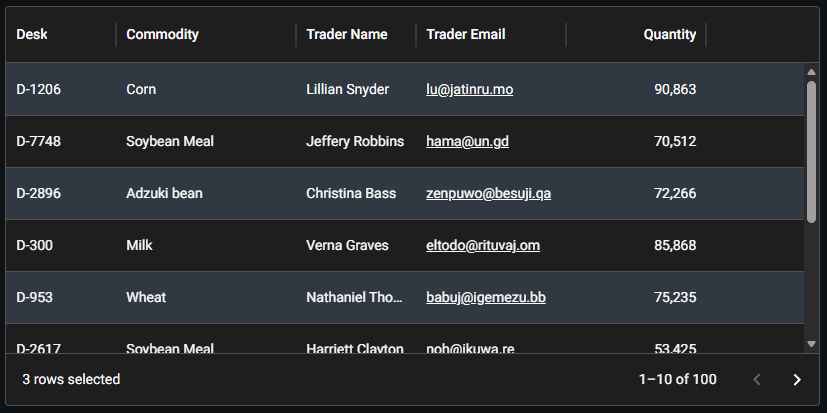 Desk Commodity Trader Name Trader Email Quantity
D-1206 Corn Lillian Snyder lu@jatinru.mo 90,863
D-7748 Soybean Meal Jeffery Robbins hama@un.gd 70,512
D-2896 Adzuki bean Christina Bass zenpuwo@besuji.qa 72,266
D-300 Milk Verna Graves eltodo@rituvaj.om 85,868
D-953 Wheat Nathaniel Tho... babuj@igemezu.bb 75,235
D-2617 Soybean Meal Harriett Clayton noh@ikuwa.re 53,425
3 rows selected 1–10 of 100